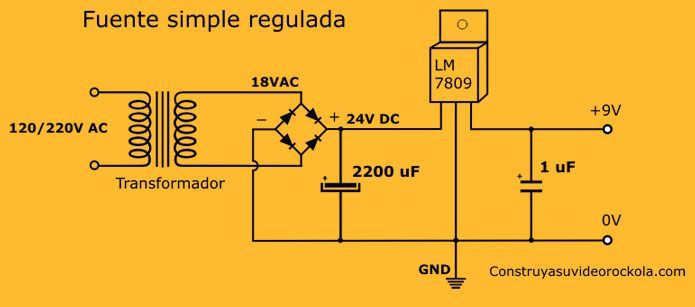 Fuente simple regulada
LM
7809
18VAC
+9V
120/220V AC
−
+
24V DC
+
2200 uF
+
1 uF
Transformador
0V
GND
Construyasuvideorockola.com